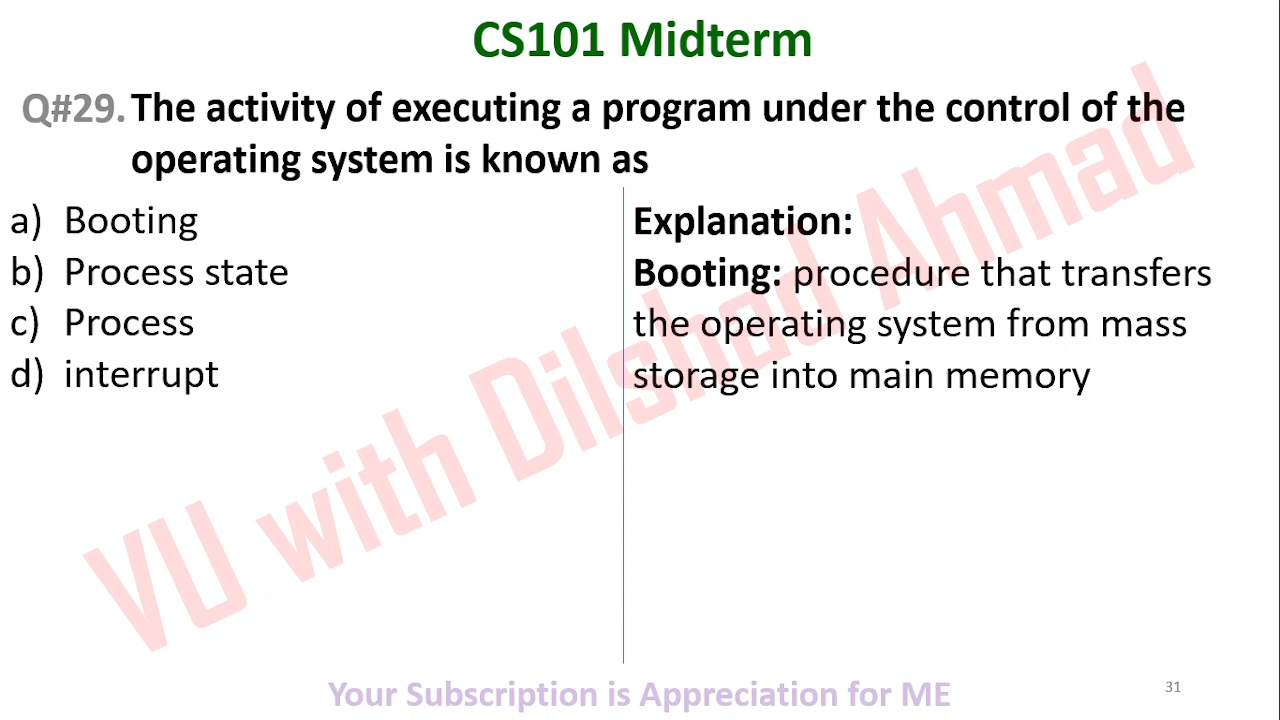 CS101 Midterm
Q#29. The activity of executing a program under the control of the
operating system is known as
a) Booting
b) Process state
c) Process
d) interrupt
Explanation:
Booting: procedure that transfers
the operating system from mass
storage into main memory
VU with Dilshad Ahmad
Your Subscription is Appreciation for ME
31